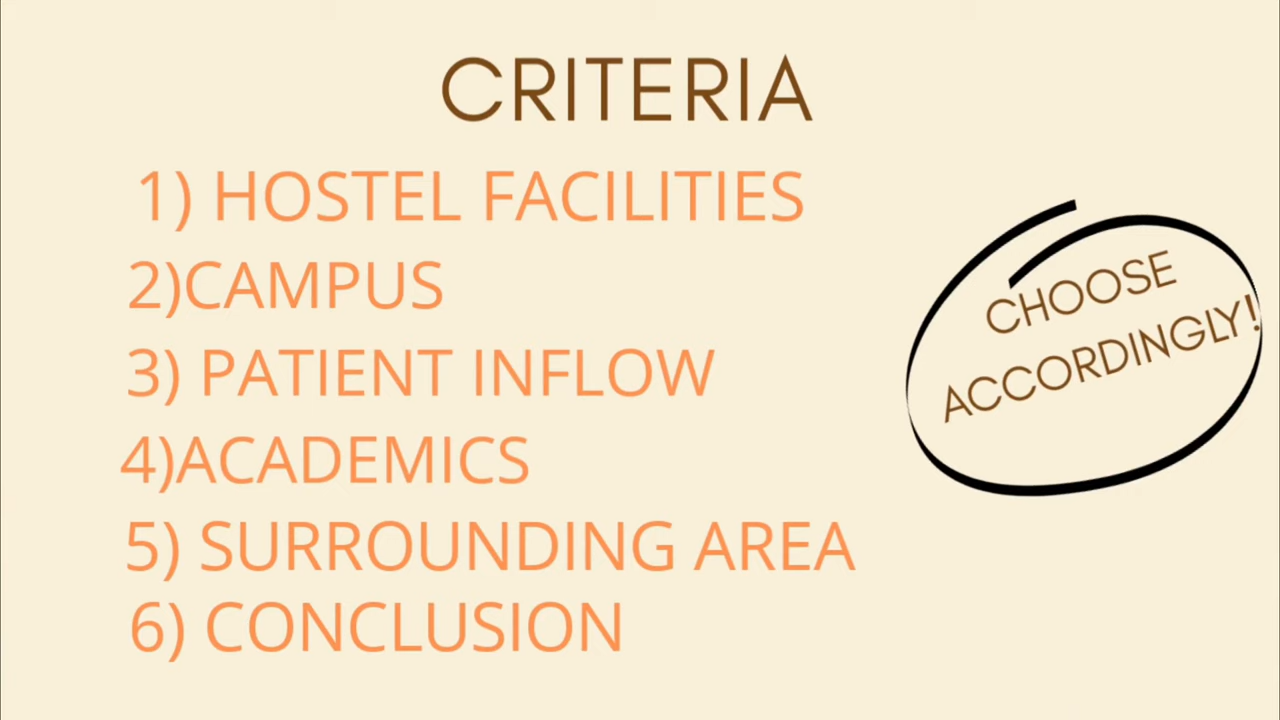 CRITERIA
1) HOSTEL FACILITIES
2)CAMPUS
3) PATIENT INFLOW
4)ACADEMICS
5) SURROUNDING AREA
6) CONCLUSION
CHOOSE
ACCORDINGLY!